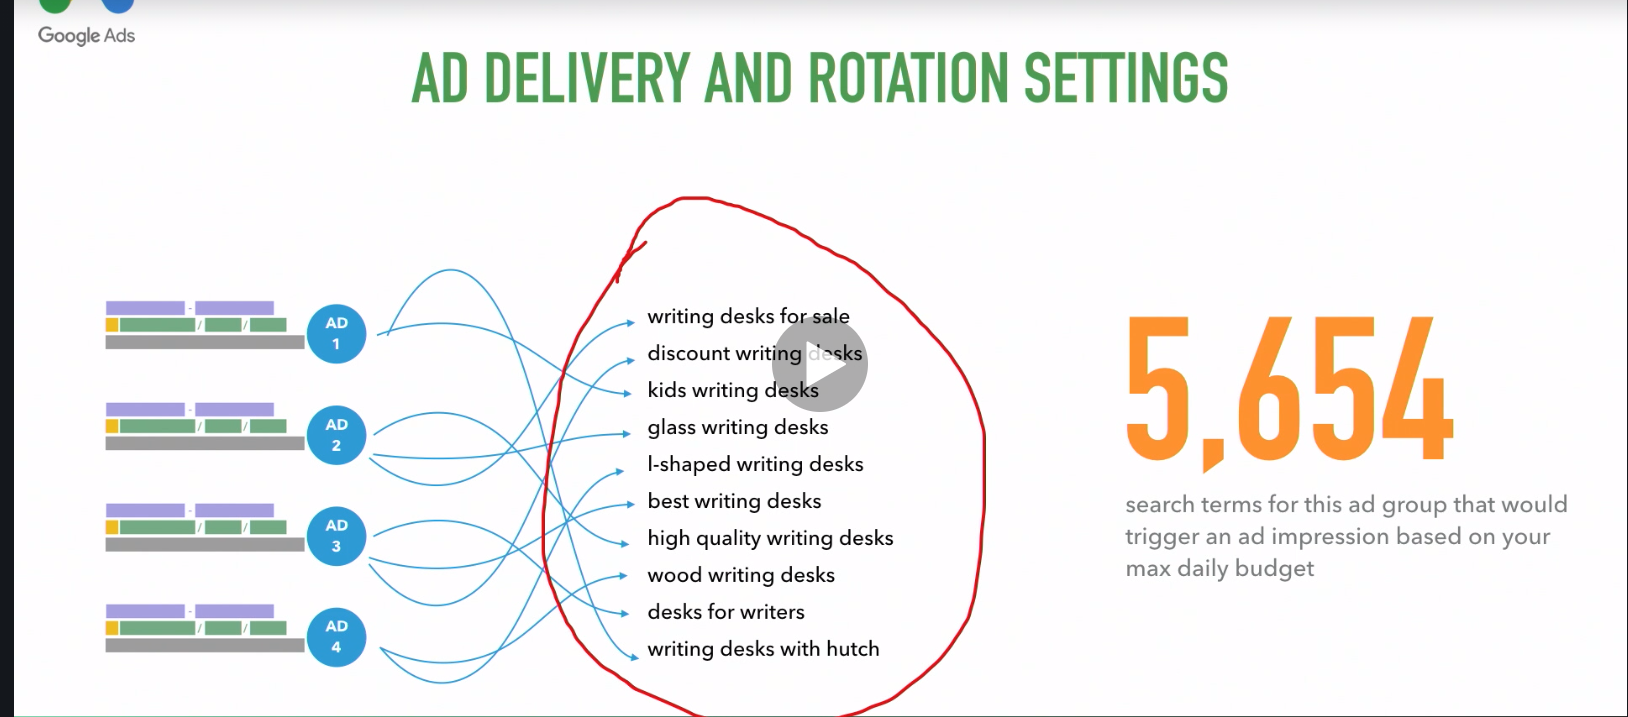 Google Ads
AD DELIVERY AND ROTATION SETTINGS
AD
1
AD
2
AD
3
AD
4
writing desks for sale
discount writing desks
kids writing desks
glass writing desks
l-shaped writing desks
best writing desks
high quality writing desks
wood writing desks
desks for writers
writing desks with hutch
5,654
search terms for this ad group that would
trigger an ad impression based on your
max daily budget